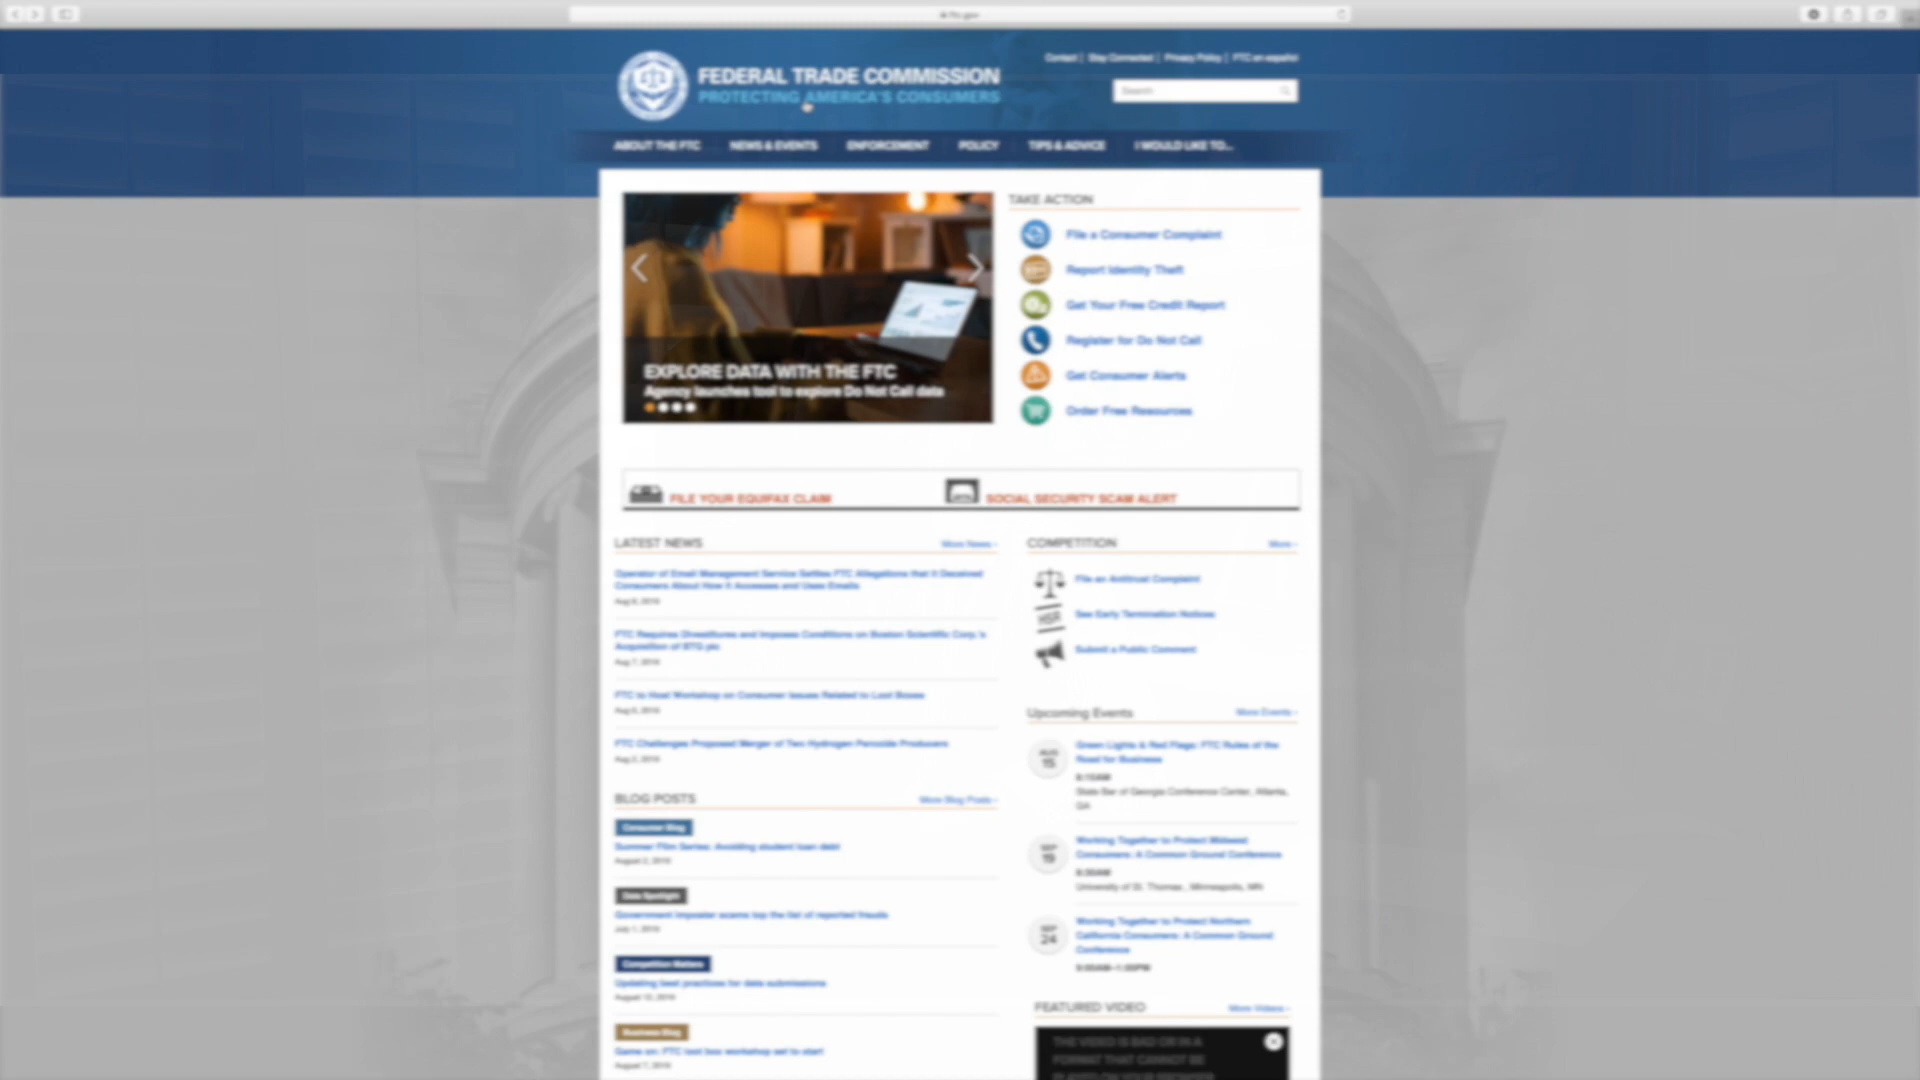 ftc.gov
Contact | Stay Connected | Privacy Policy | FTC en español
FEDERAL TRADE COMMISSION
PROTECTING AMERICA'S CONSUMERS
Search
ABOUT THE FTC NEWS & EVENTS ENFORCEMENT POLICY TIPS & ADVICE I WOULD LIKE TO...
EXPLORE DATA WITH THE FTC
Agency launches tool to explore Do Not Call data
TAKE ACTION
File a Consumer Complaint
Report Identity Theft
Get Your Free Credit Report
Register for Do Not Call
Get Consumer Alerts
Order Free Resources
FILE YOUR EQUIFAX CLAIM
SOCIAL SECURITY SCAM ALERT
LATEST NEWS More News ›
Operator of Email Management Service Settles FTC Allegations that it Deceived
Consumers About How it Accesses and Uses Emails
Aug 8, 2019
FTC Requires Divestitures and Imposes Conditions on Boston Scientific Corp.'s
Acquisition of BTG plc
Aug 7, 2019
FTC to Host Workshop on Consumer Issues Related to Loot Boxes
2019
FTC Challenges Proposed Merger of Two Hydrogen Peroxide Producers
2019
BLOG POSTS More Blog Posts ›
Consumer Blog
Summer Film Series: Avoiding student loan debt
August 2, 2019
Data Spotlight
Government imposter scams top the list of reported frauds
July 1, 2019
Competition Matters
Updating best practices for data submissions
2019
Business Blog
Game on: FTC loot box workshop set to start
August 7, 2019
COMPETITION More ›
File an Antitrust Complaint
HSR
See Early Termination Notices
Submit a Public Comment
Upcoming Events More Events ›
AUG
15
Green Lights & Red Flags: FTC Rules of the
Road for Business
8:15AM
State Bar of Georgia Conference Center, Atlanta,
GA
SEP
19
Working Together to Protect Midwest
Consumers: A Common Ground Conference
University of St. Thomas, Minneapolis, MN
SEP
24
Working Together to Protect Northern
California Consumers: A Common Ground
Conference
9:00AM-1:00PM
FEATURED VIDEO More Videos ›
THE VIDEO IS BAD OR IN A
FORMAT THAT CANNOT BE
PLAYED ON YOUR BROWSER